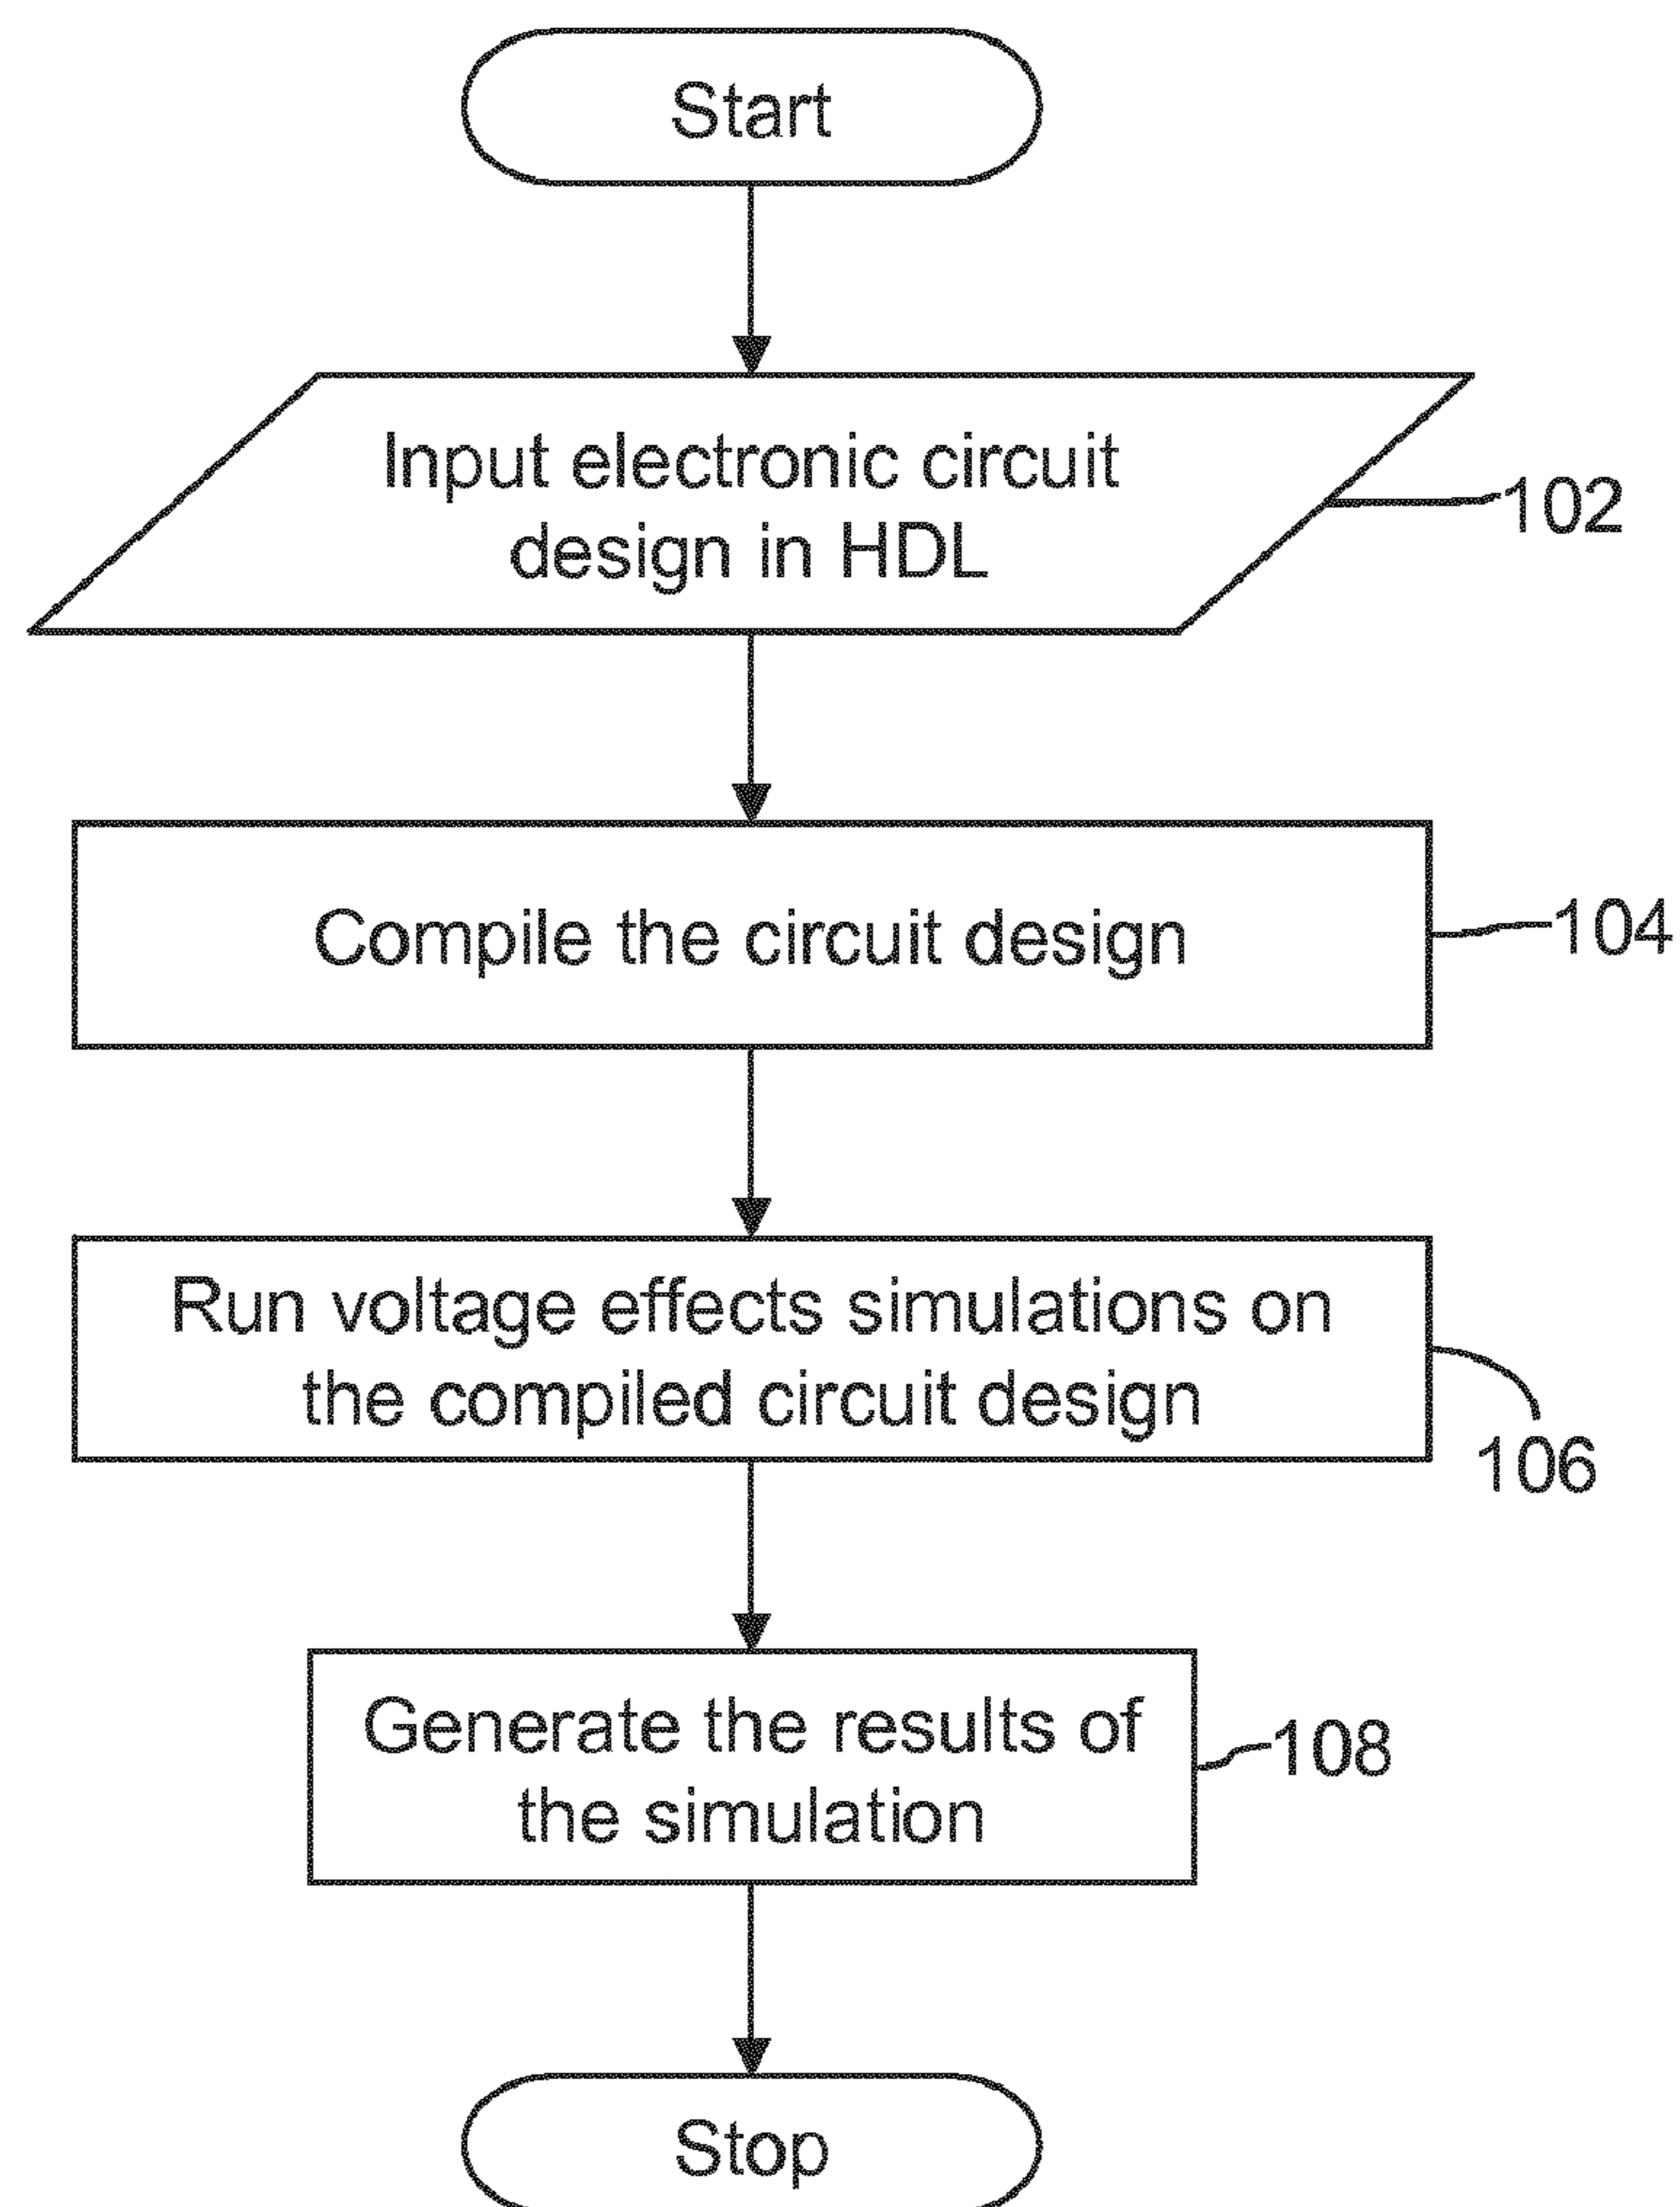 Start
Input electronic circuit
design in HDL
102
Compile the circuit design
104
Run voltage effects simulations on
the compiled circuit design
106
Generate the results of
the simulation
108
Stop